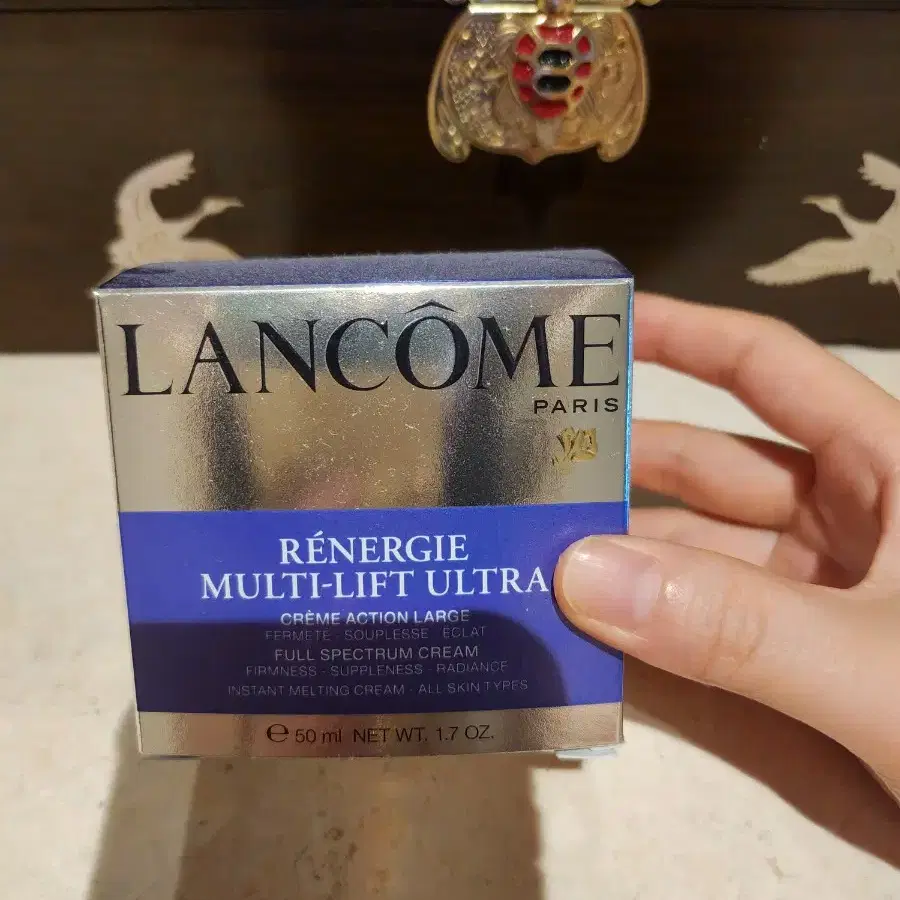 LANCÔME
PARIS
RÉNERGIE
MULTI-LIFT ULTRA
CRÈME ACTION LARGE
FERMETÉ - SOUPLESSE - ÉCLAT
FULL SPECTRUM CREAM
FIRMNESS - SUPPLENESS - RADIANCE
INSTANT MELTING CREAM - ALL SKIN TYPES
℮ 50 ml NET WT. 1.7 OZ.